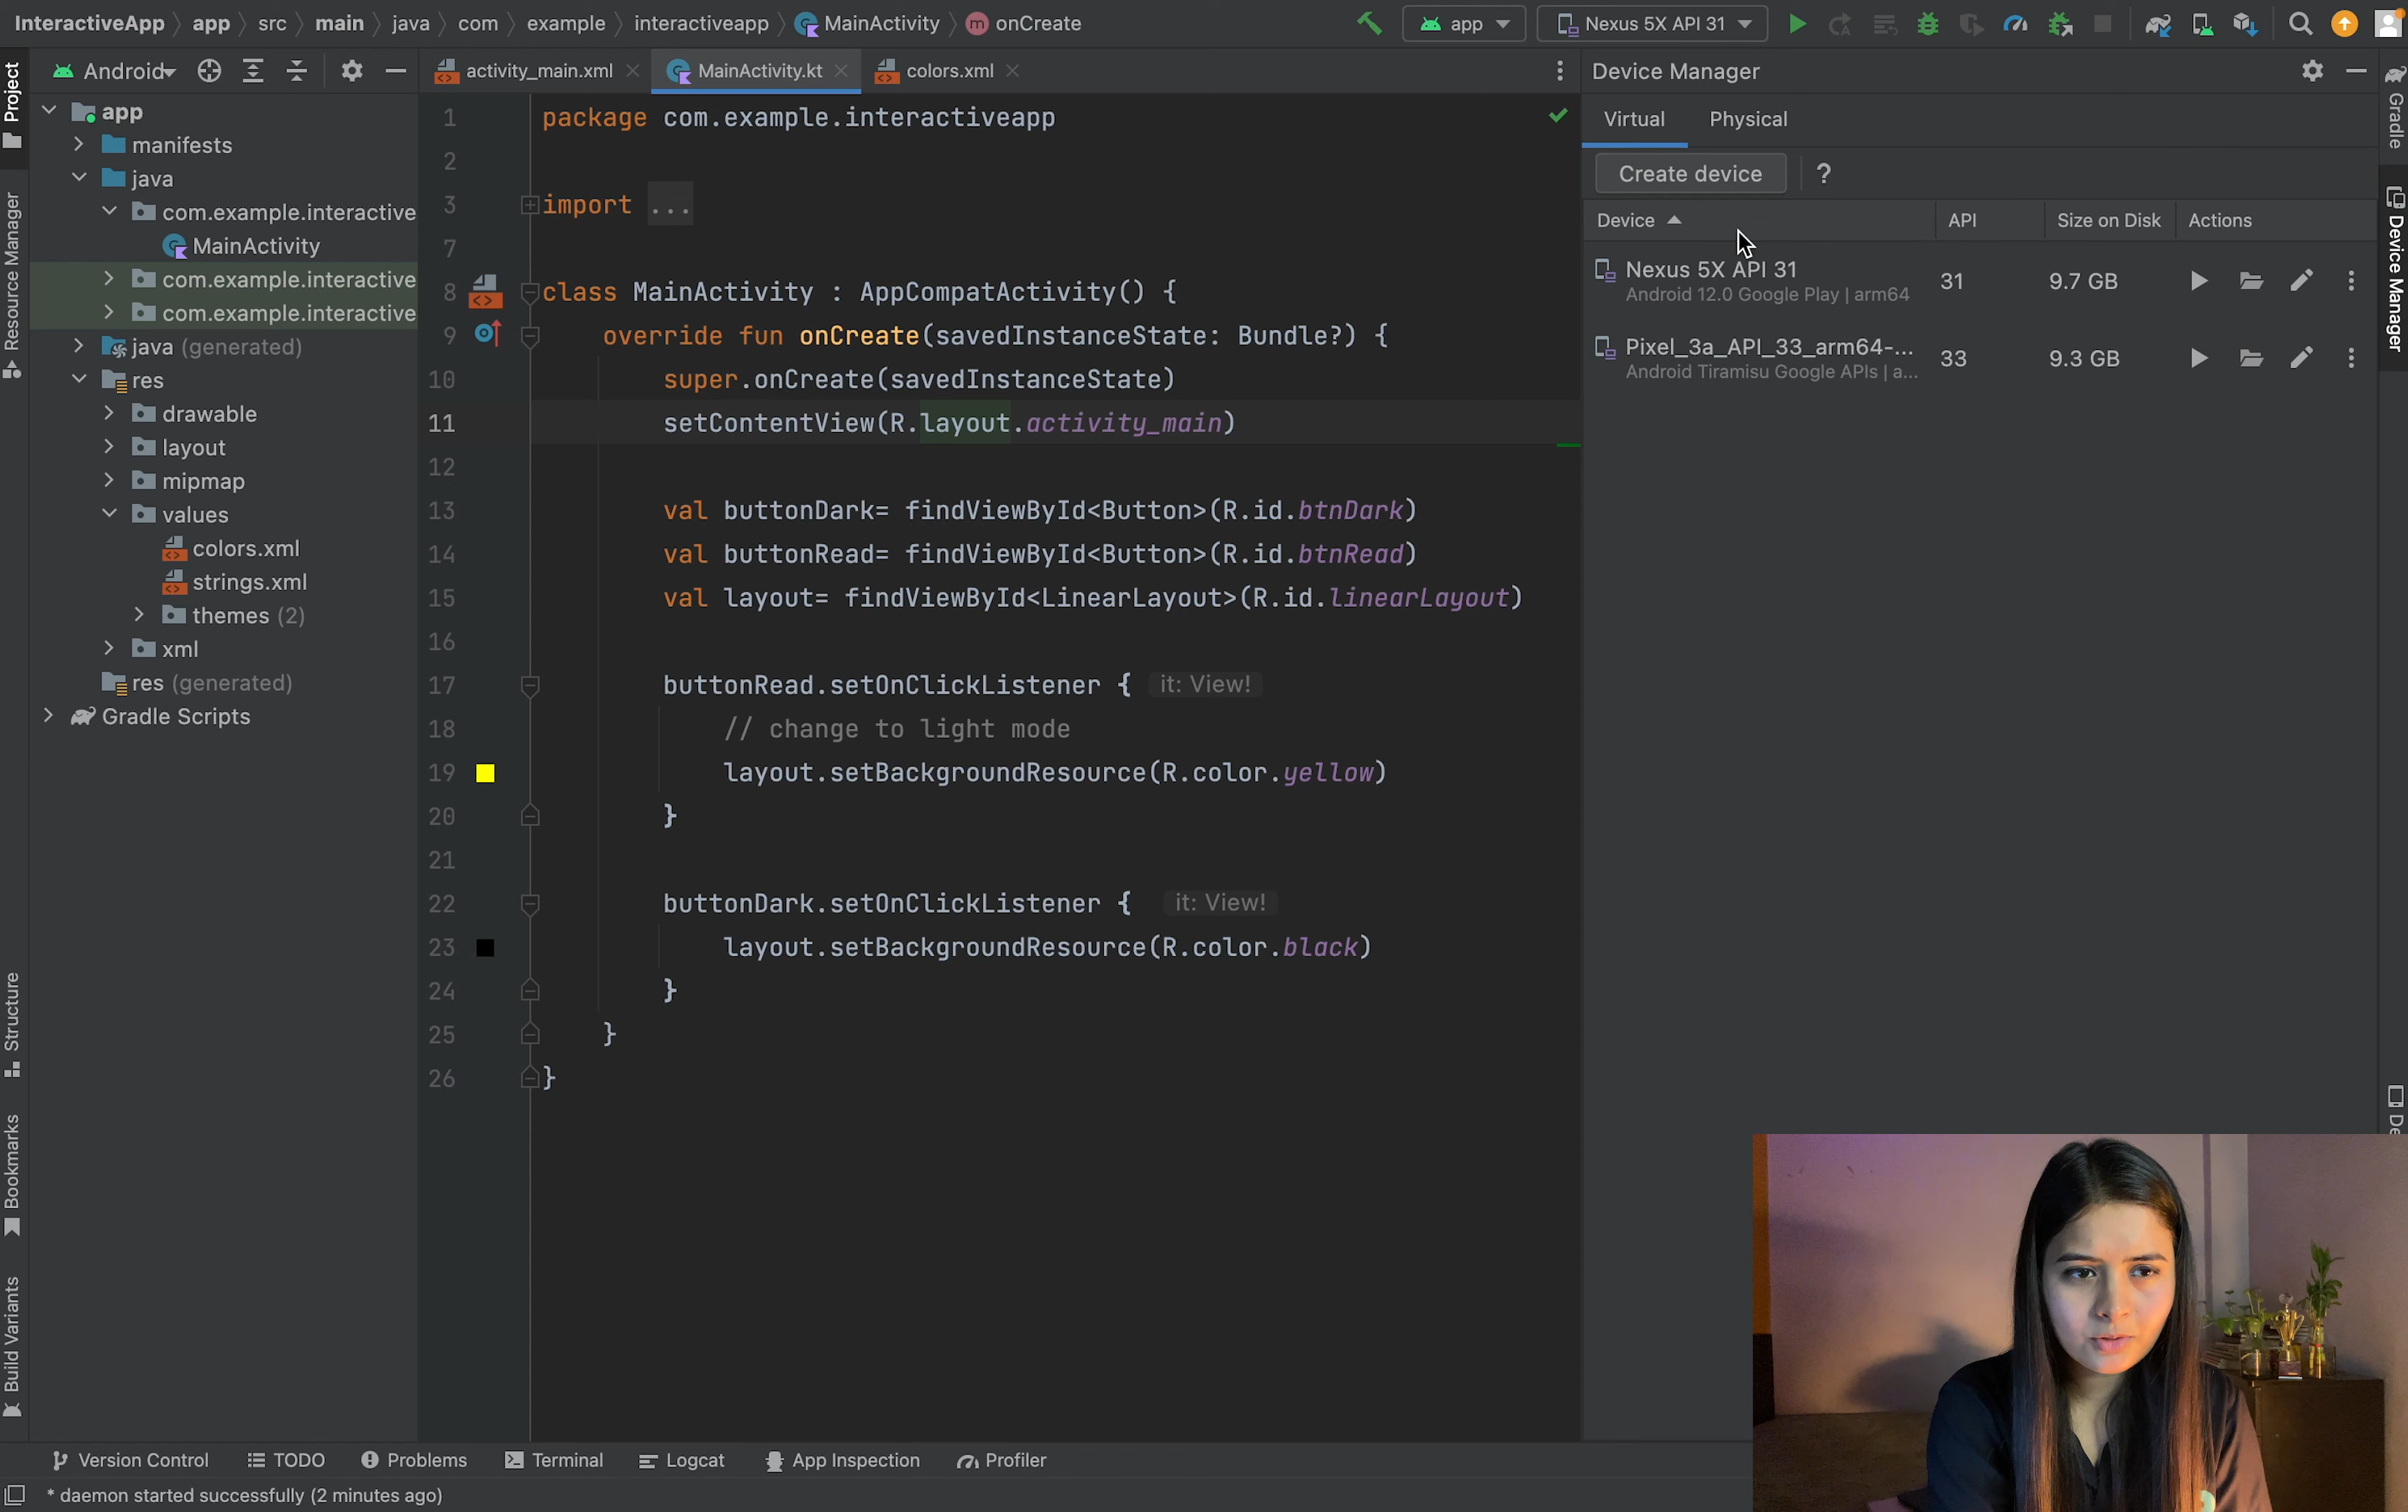 InteractiveApp app src main java com example interactiveapp MainActivity onCreate app Nexus 5X API 31
Project
Resource Manager
Structure
Bookmarks
Build Variants
Android
app
manifests
java
com.example.interactive
MainActivity
com.example.interactive
com.example.interactive
java (generated)
res
drawable
layout
mipmap
values
colors.xml
strings.xml
themes (2)
xml
res (generated)
Gradle Scripts
activity_main.xml MainActivity.kt colors.xml
1 package com.example.interactiveapp
2
3 import ...
7
8 class MainActivity : AppCompatActivity() {
9 override fun onCreate(savedInstanceState: Bundle?) {
10 super.onCreate(savedInstanceState)
11 setContentView(R.layout.activity_main)
12
13 val buttonDark= findViewById<Button>(R.id.btnDark)
14 val buttonRead= findViewById<Button>(R.id.btnRead)
15 val layout= findViewById<LinearLayout>(R.id.linearLayout)
16
17 buttonRead.setOnClickListener { it: View!
18 // change to light mode
19 layout.setBackgroundResource(R.color.yellow)
20 }
21
22 buttonDark.setOnClickListener { it: View!
23 layout.setBackgroundResource(R.color.black)
24 }
25 }
26 }
Device Manager
Virtual Physical
Create device ?
Device API Size on Disk Actions
Nexus 5X API 31 31 9.7 GB
Android 12.0 Google Play | arm64
Pixel_3a_API_33_arm64-... 33 9.3 GB
Android Tiramisu Google APIs | a...
Gradle
Device Manager
De
Version Control TODO Problems Terminal Logcat App Inspection Profiler
* daemon started successfully (2 minutes ago)